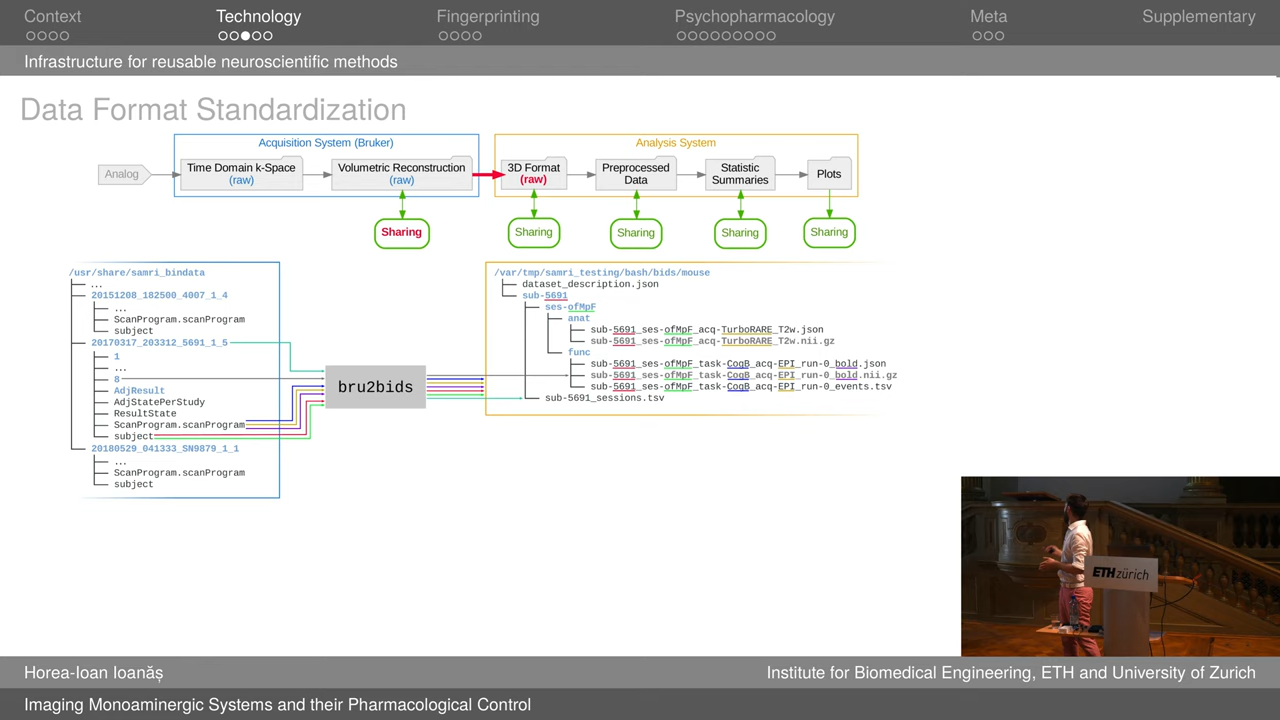 Context Technology Fingerprinting Psychopharmacology Meta Supplementary
Infrastructure for reusable neuroscientific methods
Data Format Standardization
Acquisition System (Bruker)
Analysis System
Analog
Time Domain k-Space
(raw)
Volumetric Reconstruction
(raw)
3D Format
(raw)
Preprocessed
Data
Statistic
Summaries
Plots
Sharing
Sharing
Sharing
Sharing
Sharing
/usr/share/samri_bindata
...
20151208_182500_4007_1_4
...
ScanProgram.scanProgram
subject
20170317_203312_5691_1_5
1
...
8
AdjResult
AdjStatePerStudy
ResultState
ScanProgram.scanProgram
subject
20180529_041333_SN9879_1_1
...
ScanProgram.scanProgram
subject
bru2bids
/var/tmp/samri_testing/bash/bids/mouse
dataset_description.json
sub-5691
ses-ofMpF
anat
sub-5691_ses-ofMpF_acq-TurboRARE_T2w.json
sub-5691_ses-ofMpF_acq-TurboRARE_T2w.nii.gz
func
sub-5691_ses-ofMpF_task-CogB_acq-EPI_run-0_bold.json
sub-5691_ses-ofMpF_task-CogB_acq-EPI_run-0_bold.nii.gz
sub-5691_ses-ofMpF_task-CogB_acq-EPI_run-0_events.tsv
sub-5691_sessions.tsv
ETH zürich
Horea-Ioan Ioanăș
Institute for Biomedical Engineering, ETH and University of Zurich
Imaging Monoaminergic Systems and their Pharmacological Control